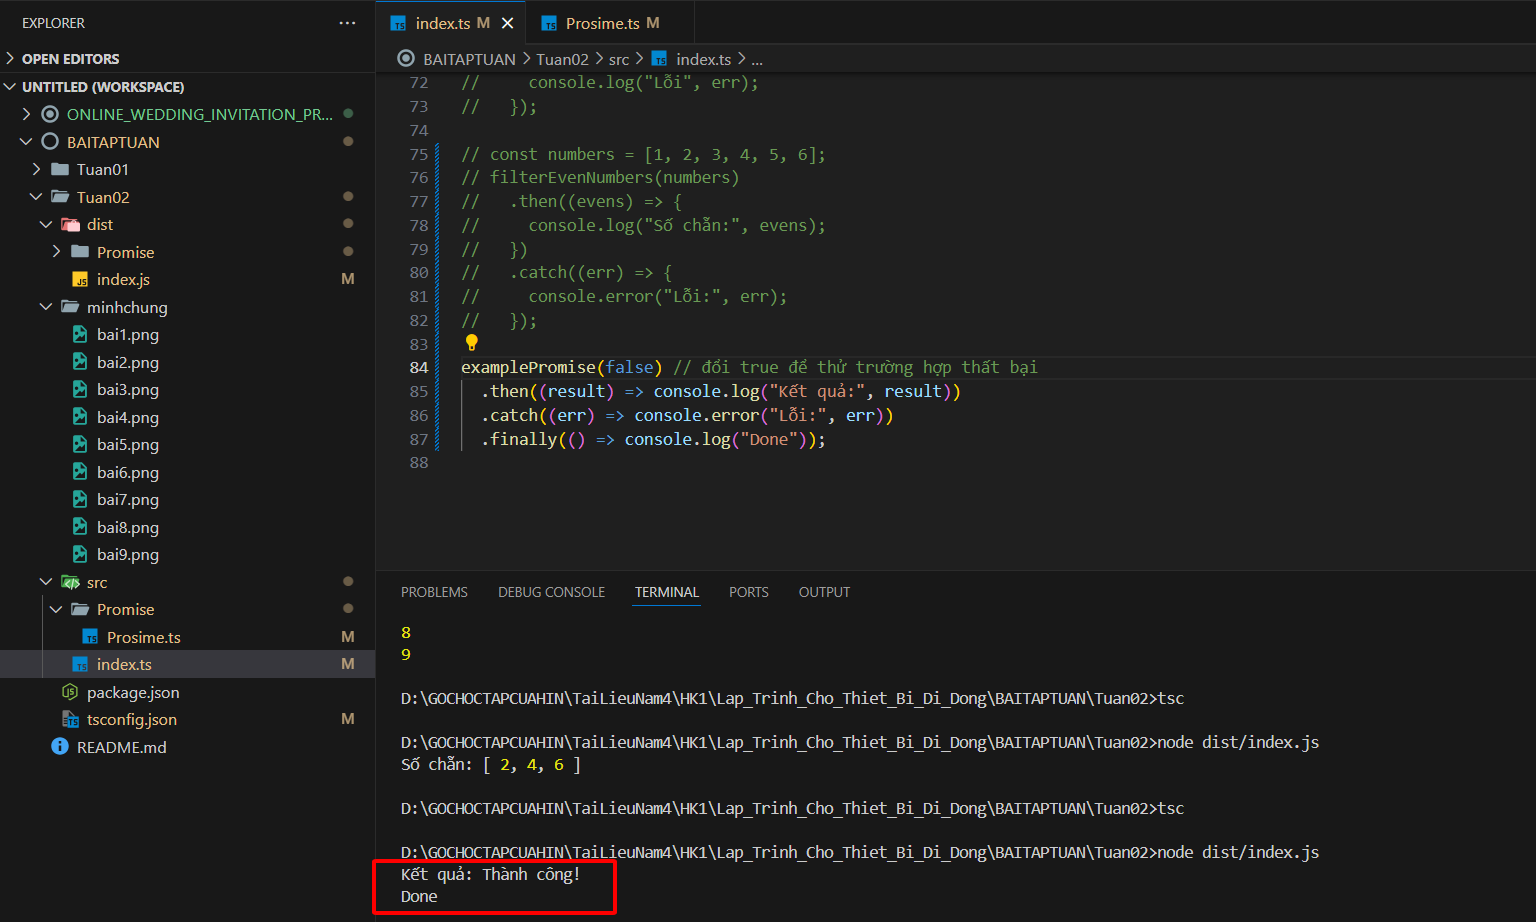 EXPLORER
···
OPEN EDITORS
UNTITLED (WORKSPACE)
ONLINE_WEDDING_INVITATION_PR...
BAITAPTUAN
Tuan01
Tuan02
dist
Promise
index.js M
minhchung
bai1.png
bai2.png
bai3.png
bai4.png
bai5.png
bai6.png
bai7.png
bai8.png
bai9.png
src
Promise
Prosime.ts M
index.ts M
package.json
tsconfig.json M
README.md
index.ts M
Prosime.ts M
BAITAPTUAN > Tuan02 > src > index.ts > ...
72 //     console.log("Lỗi", err);
73 //   });
74
75 // const numbers = [1, 2, 3, 4, 5, 6];
76 // filterEvenNumbers(numbers)
77 //   .then((evens) => {
78 //     console.log("Số chẵn:", evens);
79 //   })
80 //   .catch((err) => {
81 //     console.error("Lỗi:", err);
82 //   });
83
84 examplePromise(false) // đổi true để thử trường hợp thất bại
85   .then((result) => console.log("Kết quả:", result))
86   .catch((err) => console.error("Lỗi:", err))
87   .finally(() => console.log("Done"));
88
PROBLEMS DEBUG CONSOLE TERMINAL PORTS OUTPUT
8
9
D:\GOCHOCTAPCUAHIN\TaiLieuNam4\HK1\Lap_Trinh_Cho_Thiet_Bi_Di_Dong\BAITAPTUAN\Tuan02>tsc
D:\GOCHOCTAPCUAHIN\TaiLieuNam4\HK1\Lap_Trinh_Cho_Thiet_Bi_Di_Dong\BAITAPTUAN\Tuan02>node dist/index.js
Số chẵn: [ 2, 4, 6 ]
D:\GOCHOCTAPCUAHIN\TaiLieuNam4\HK1\Lap_Trinh_Cho_Thiet_Bi_Di_Dong\BAITAPTUAN\Tuan02>tsc
D:\GOCHOCTAPCUAHIN\TaiLieuNam4\HK1\Lap_Trinh_Cho_Thiet_Bi_Di_Dong\BAITAPTUAN\Tuan02>node dist/index.js
Kết quả: Thành công!
Done